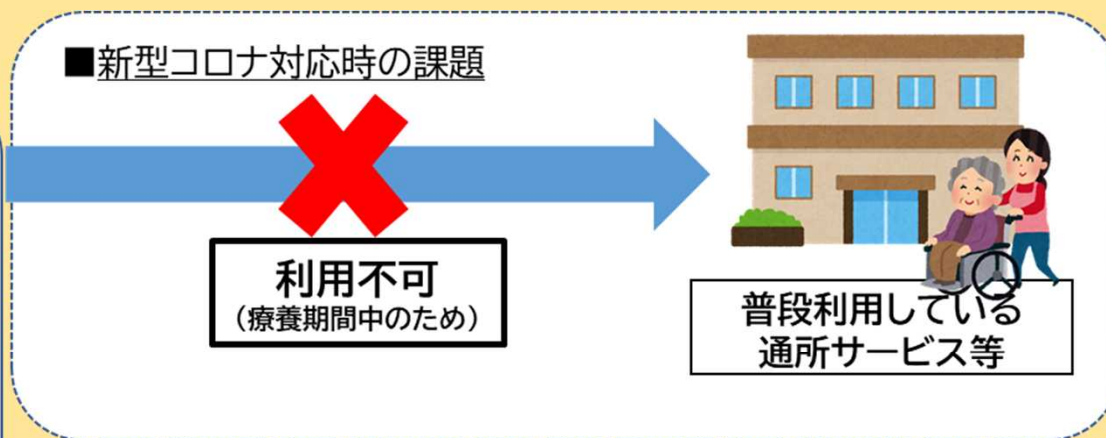 ■新型コロナ対応時の課題
利用不可
（療養期間中のため）
普段利用している
通所サービス等